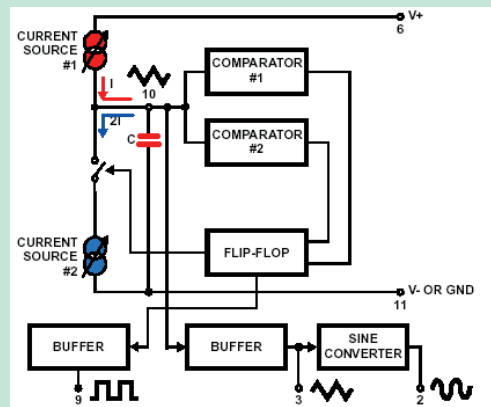 V+
6
CURRENT
SOURCE
#1
I
10
2I
C
COMPARATOR
#1
COMPARATOR
#2
CURRENT
SOURCE
#2
FLIP-FLOP
V- OR GND
11
BUFFER
BUFFER
SINE
CONVERTER
9
3
2